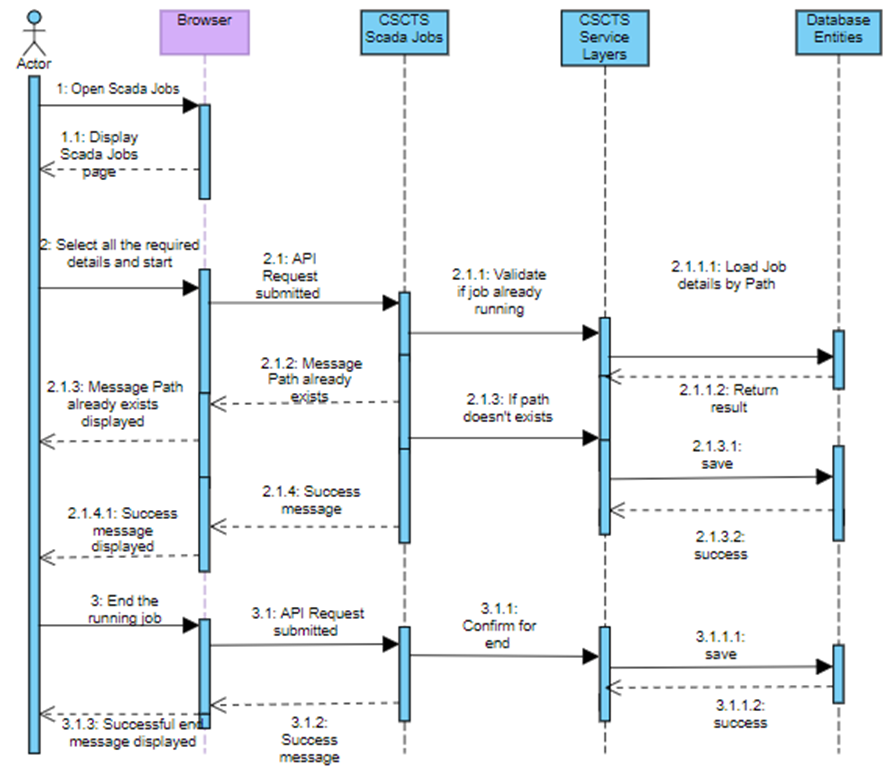 Browser
CSCTS
Scada Jobs
CSCTS
Service
Layers
Database
Entities
Actor
1: Open Scada Jobs
1.1: Display
Scada Jobs
page
2: Select all the required
details and start
2.1: API
Request
submitted
2.1.1: Validate
if job already
running
2.1.1.1: Load Job
details by Path
2.1.1.2: Return
result
2.1.2: Message
Path already
exists
2.1.3: Message Path
already exists
displayed
2.1.3: If path
doesn't exists
2.1.3.1:
save
2.1.3.2:
success
2.1.4: Success
message
2.1.4.1: Success
message
displayed
3: End the
running job
3.1: API Request
submitted
3.1.1:
Confirm for
end
3.1.1.1:
save
3.1.1.2:
success
3.1.2:
Success
message
3.1.3: Successful end
message displayed